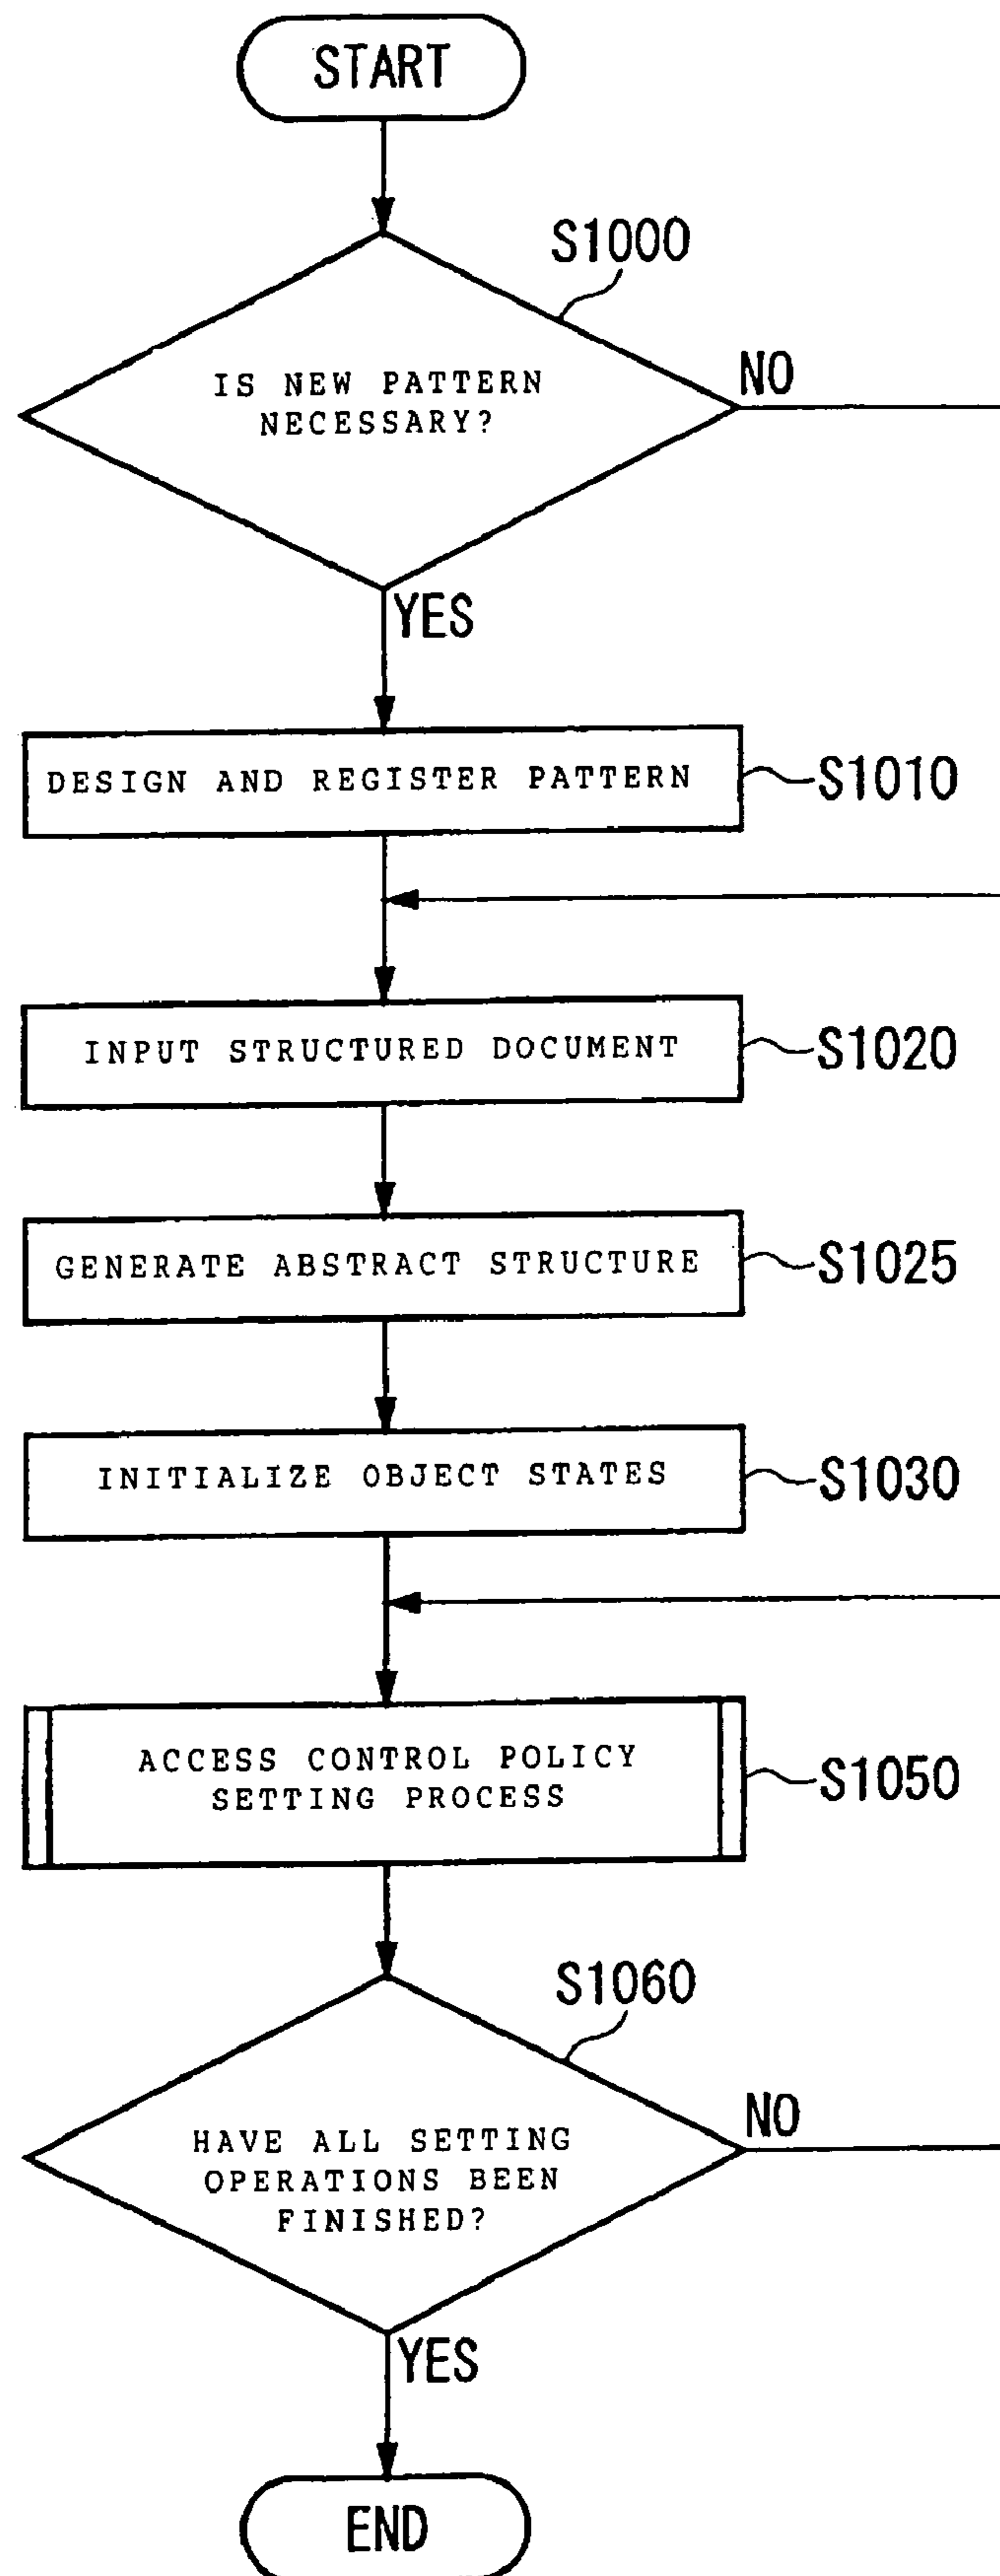 START
S1000
IS NEW PATTERN
NECESSARY?
NO
YES
DESIGN AND REGISTER PATTERN
S1010
INPUT STRUCTURED DOCUMENT
S1020
GENERATE ABSTRACT STRUCTURE
S1025
INITIALIZE OBJECT STATES
S1030
ACCESS CONTROL POLICY
SETTING PROCESS
S1050
S1060
HAVE ALL SETTING
OPERATIONS BEEN
FINISHED?
NO
YES
END